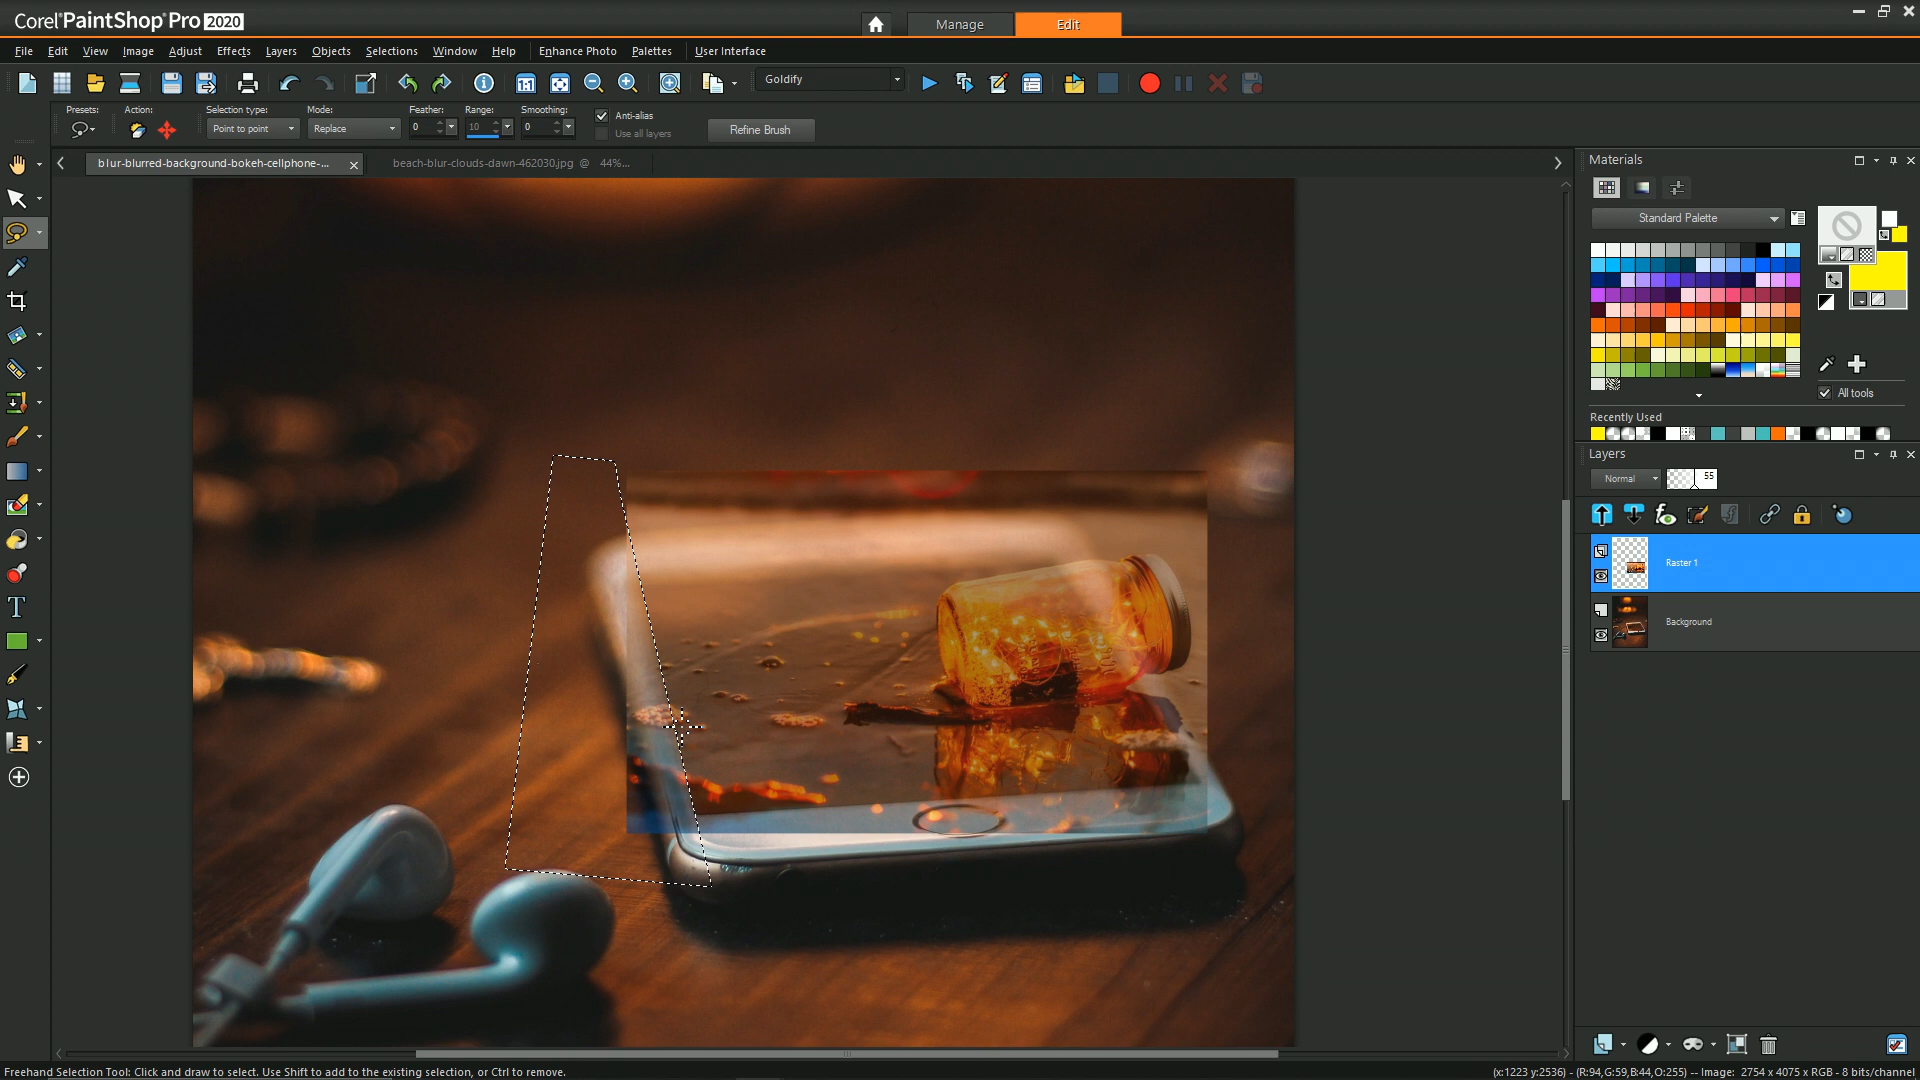 Corel PaintShop Pro 2020
Manage
Edit
File Edit View Image Adjust Effects Layers Objects Selections Window Help Enhance Photo Palettes User Interface
1:1
Goldify
Presets:
Action:
Selection type:
Mode:
Feather:
Range:
Smoothing:
Point to point
Replace
0
10
0
Anti-alias
Use all layers
Refine Brush
blur-blurred-background-bokeh-cellphone-...
beach-blur-clouds-dawn-462030.jpg @ 44%...
Materials
Standard Palette
All tools
Recently Used
Layers
Normal
55
Raster 1
Background
Freehand Selection Tool: Click and draw to select. Use Shift to add to the existing selection, or Ctrl to remove.
(x:1223 y:2536) - (R:94,G:59,B:44,O:255) -- Image: 2754 x 4075 x RGB - 8 bits/channel